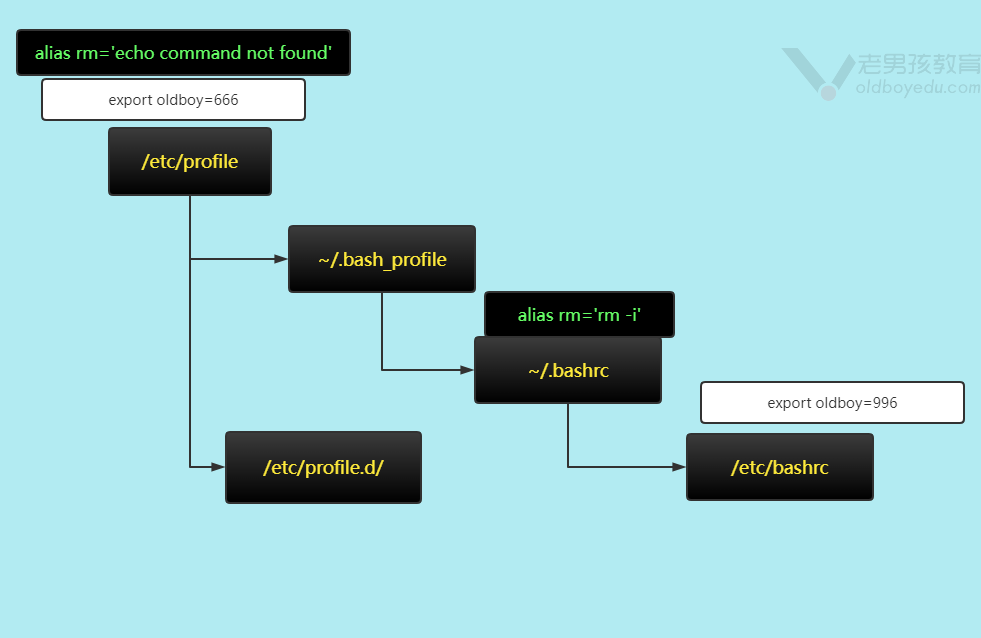 alias rm='echo command not found'
老男孩教育
oldboyedu.com
export oldboy=666
/etc/profile
~/.bash_profile
alias rm='rm -i'
~/.bashrc
export oldboy=996
/etc/profile.d/
/etc/bashrc